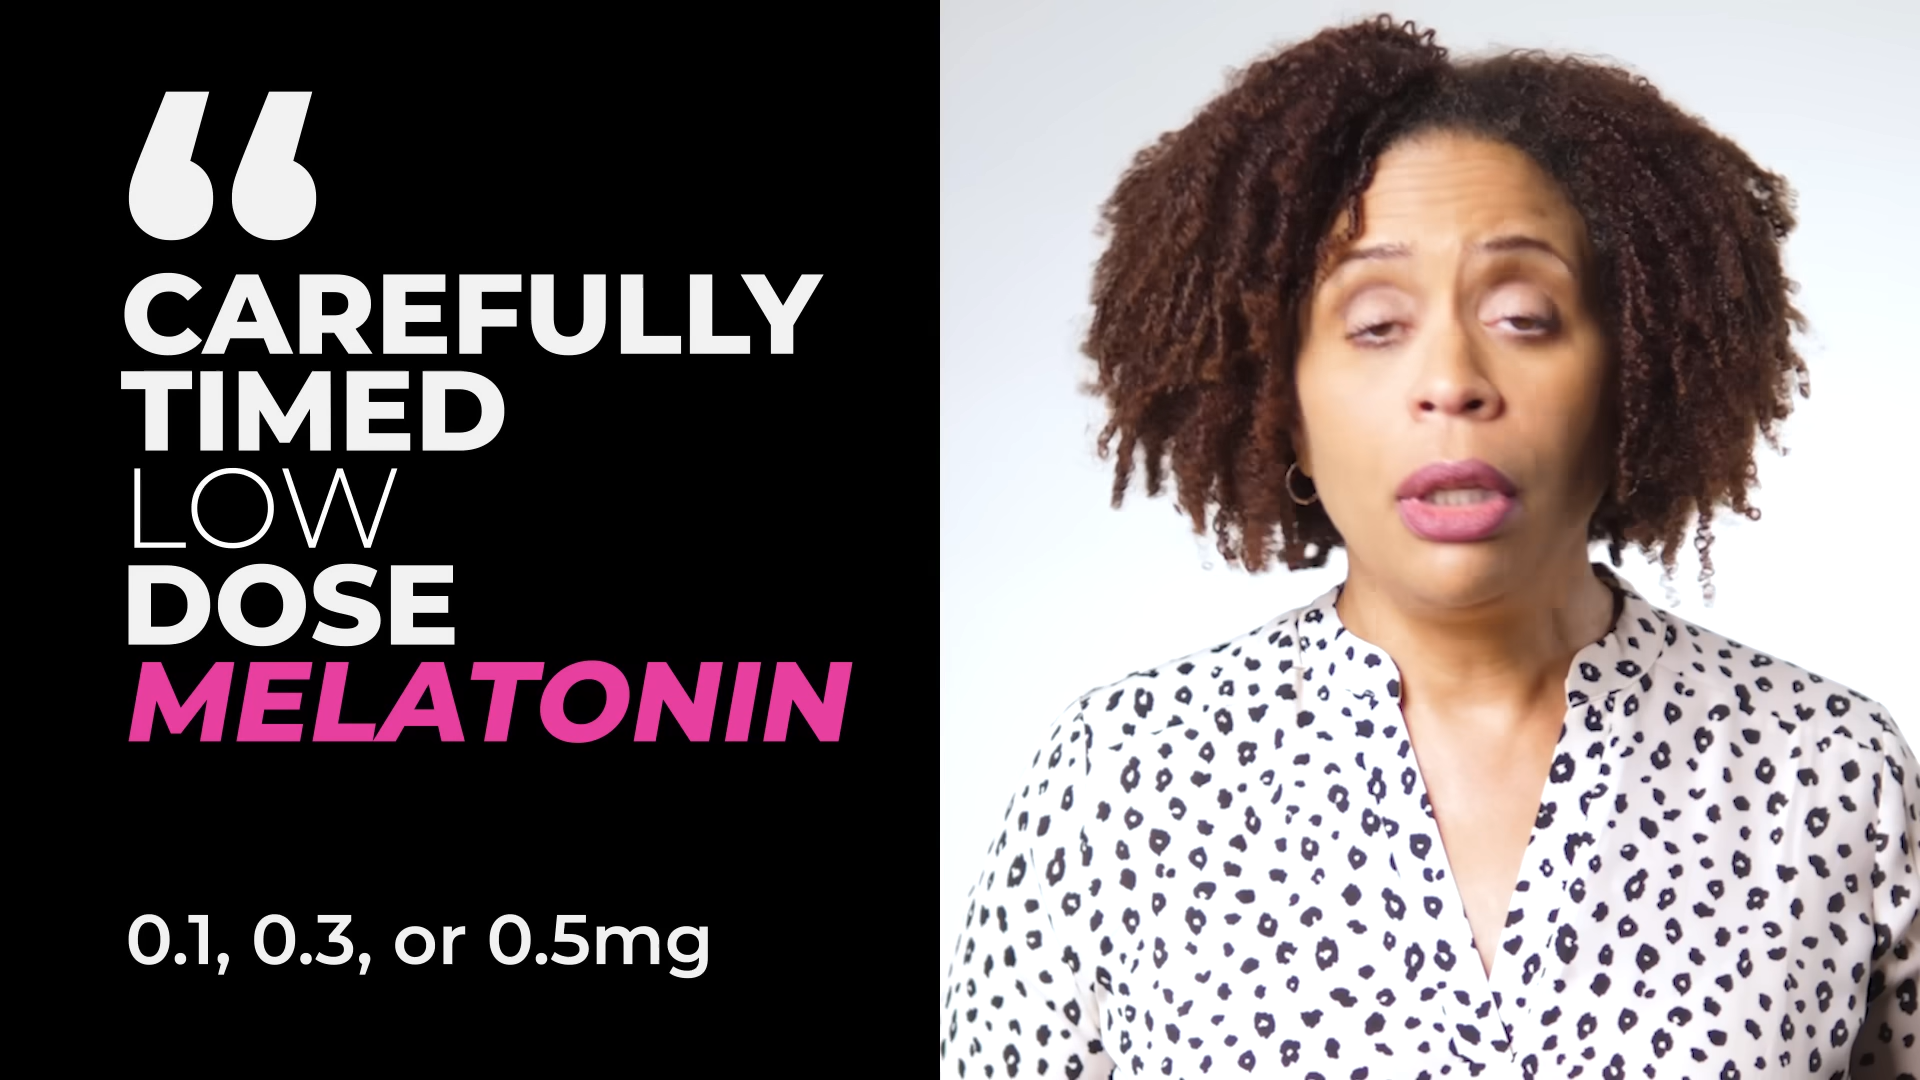 “
CAREFULLY
TIMED
LOW
DOSE
MELATONIN
0.1, 0.3, or 0.5mg